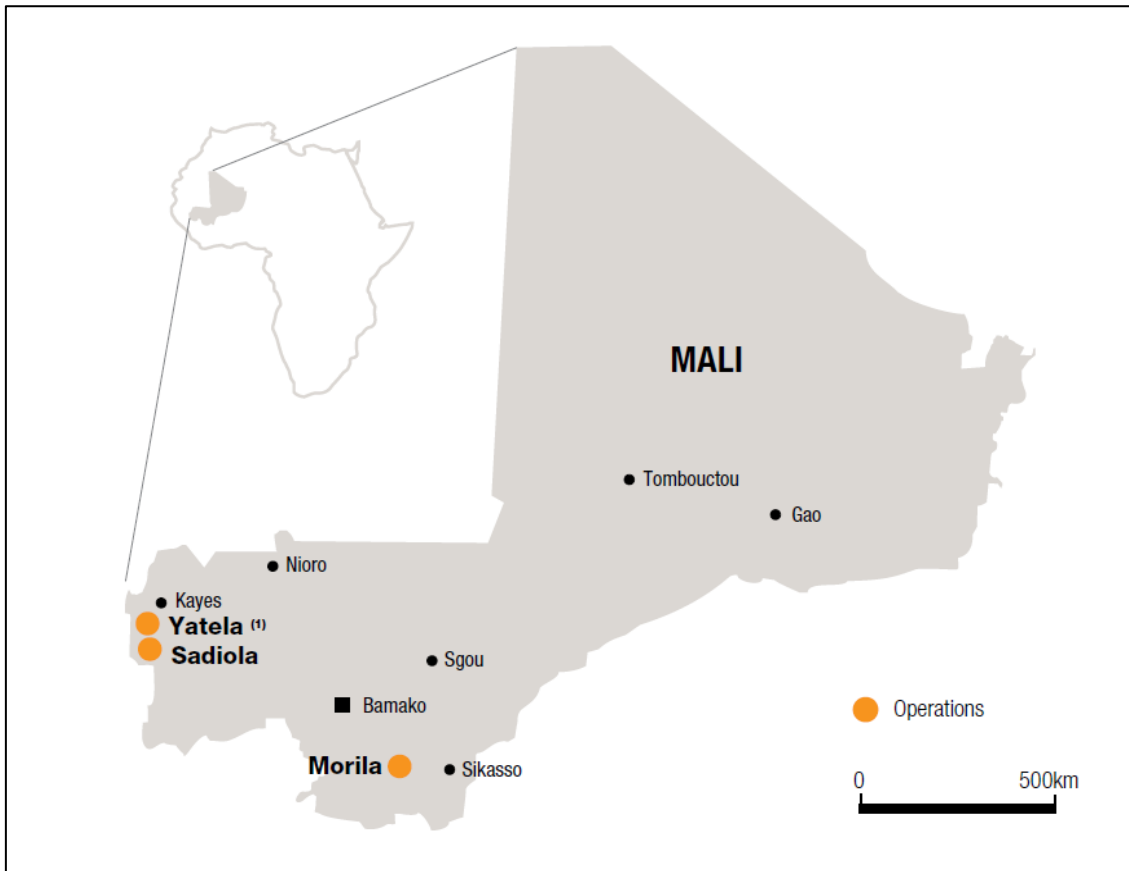 MALI
Tombouctou
Gao
Nioro
Kayes
Yatela (1)
Sadiola
Sgou
Bamako
Operations
Morila
Sikasso
0 500km